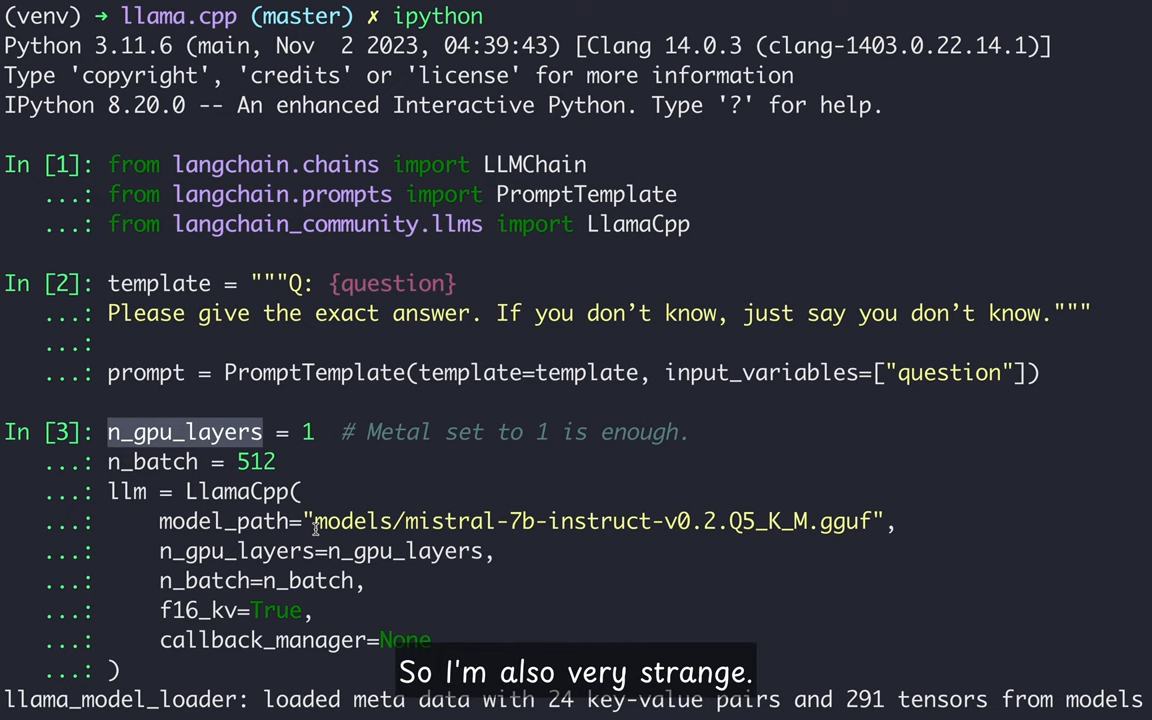 (venv) → llama.cpp (master) ✗ ipython
Python 3.11.6 (main, Nov  2 2023, 04:39:43) [Clang 14.0.3 (clang-1403.0.22.14.1)]
Type 'copyright', 'credits' or 'license' for more information
IPython 8.20.0 -- An enhanced Interactive Python. Type '?' for help.
In [1]: from langchain.chains import LLMChain
...: from langchain.prompts import PromptTemplate
...: from langchain_community.llms import LlamaCpp
In [2]: template = """Q: {question}
...: Please give the exact answer. If you don’t know, just say you don’t know."""
...:
...: prompt = PromptTemplate(template=template, input_variables=["question"])
In [3]: n_gpu_layers = 1  # Metal set to 1 is enough.
...: n_batch = 512
...: llm = LlamaCpp(
...:     model_path="models/mistral-7b-instruct-v0.2.Q5_K_M.gguf",
...:     n_gpu_layers=n_gpu_layers,
...:     n_batch=n_batch,
...:     f16_kv=True,
...:     callback_manager=None
...: )
So I'm also very strange.
llama_model_loader: loaded meta data with 24 key-value pairs and 291 tensors from models